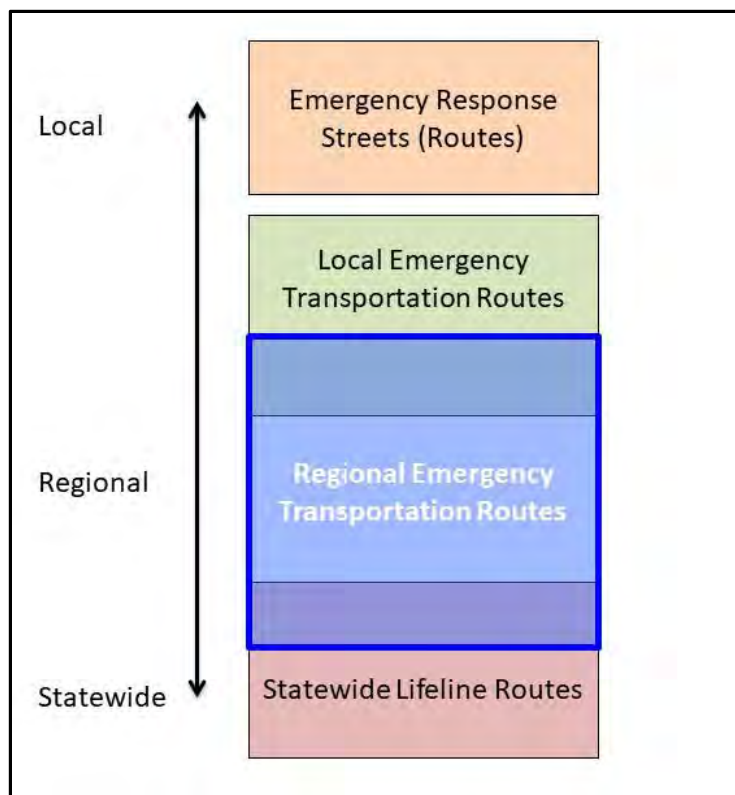 Local
Emergency Response
Streets (Routes)
Local Emergency
Transportation Routes
Regional
Regional Emergency
Transportation Routes
Statewide
Statewide Lifeline Routes